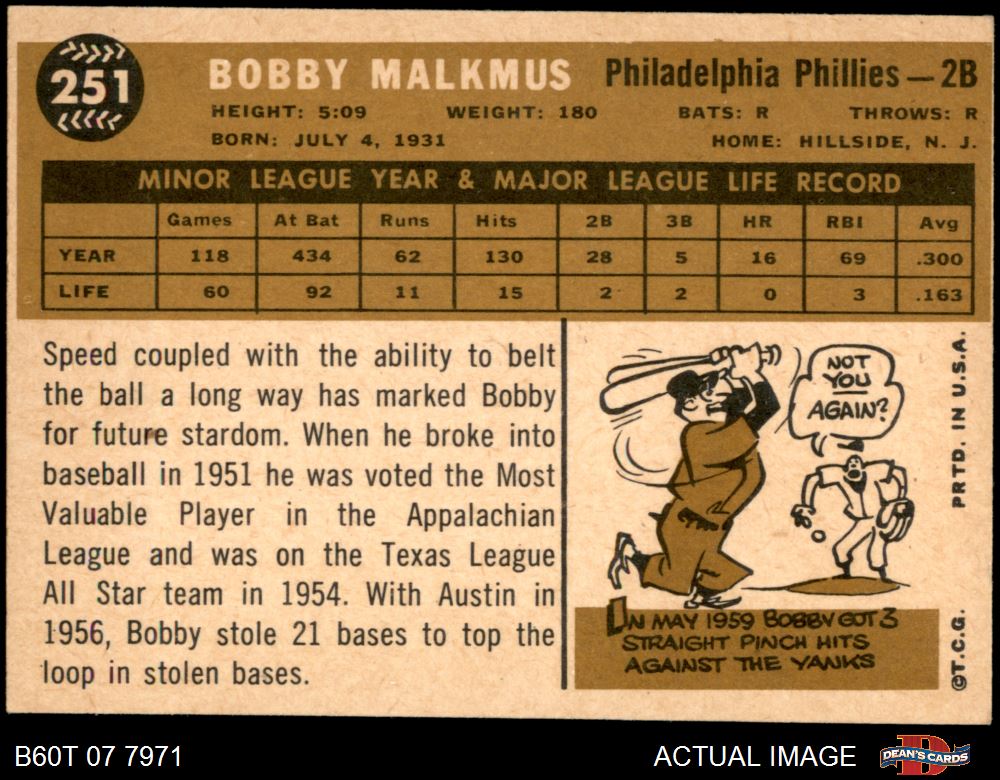 251
BOBBY MALKMUS Philadelphia Phillies — 2B
HEIGHT: 5:09 WEIGHT: 180 BATS: R THROWS: R
BORN: JULY 4, 1931 HOME: HILLSIDE, N. J.
MINOR LEAGUE YEAR & MAJOR LEAGUE LIFE RECORD
Games At Bat Runs Hits 2B 3B HR RBI Avg
YEAR 118 434 62 130 28 5 16 69 .300
LIFE 60 92 11 15 2 2 0 3 .163
Speed coupled with the ability to belt
the ball a long way has marked Bobby
for future stardom. When he broke into
baseball in 1951 he was voted the Most
Valuable Player in the Appalachian
League and was on the Texas League
All Star team in 1954. With Austin in
1956, Bobby stole 21 bases to top the
loop in stolen bases.
NOT
YOU
AGAIN?
IN MAY 1959 BOBBY GOT 3
STRAIGHT PINCH HITS
AGAINST THE YANKS
©T.C.G. PRTD. IN U.S.A.
B60T 07 7971 ACTUAL IMAGE
DEAN'S CARDS